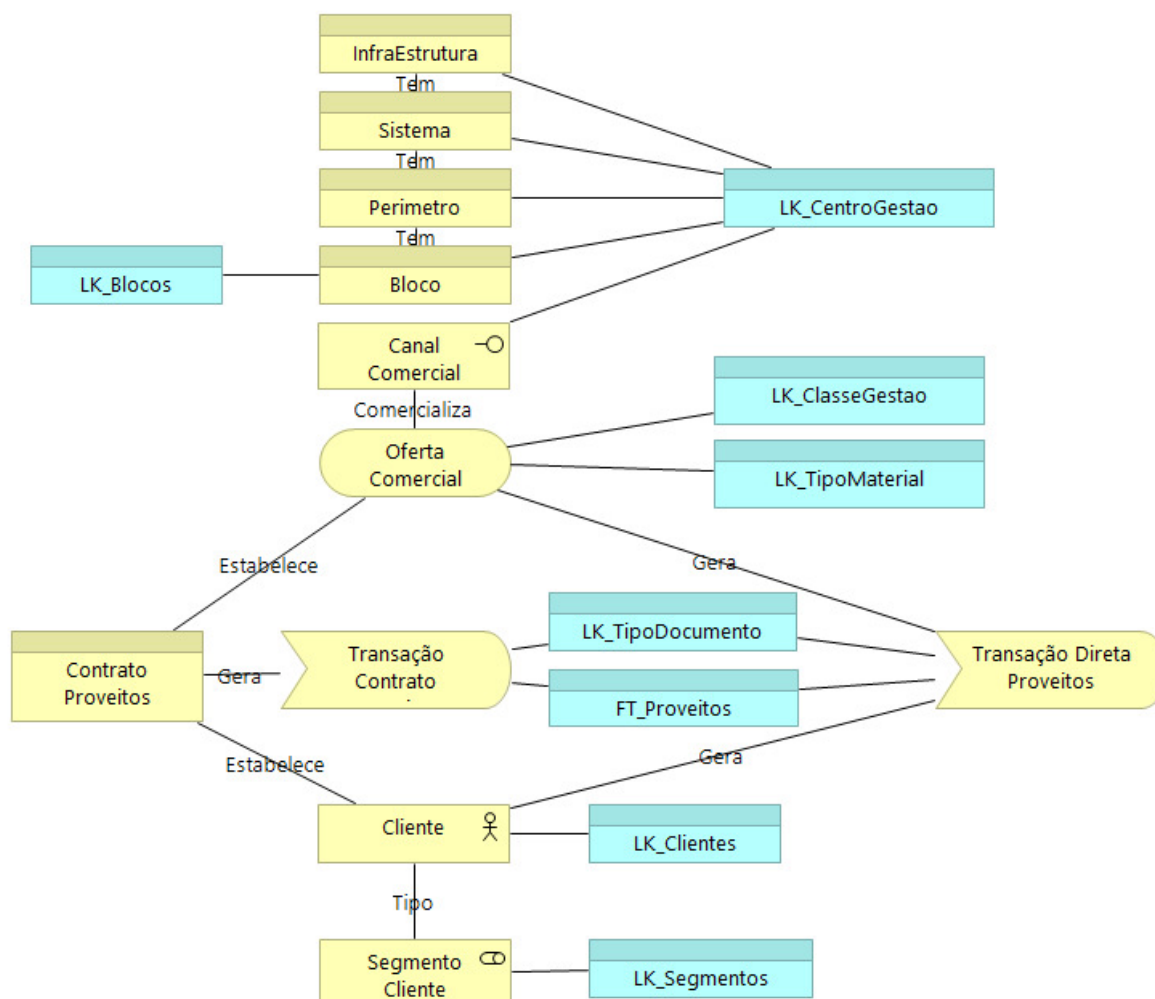 InfraEstrutura
Tem
Sistema
Tem
Perimetro
LK_CentroGestao
Tem
LK_Blocos
Bloco
Canal
Comercial
Comercializa
LK_ClasseGestao
Oferta
Comercial
LK_TipoMaterial
Estabelece
Gera
LK_TipoDocumento
Contrato
Proveitos
Gera
Transação
Contrato
Transação Direta
Proveitos
FT_Proveitos
Estabelece
Gera
Cliente
LK_Clientes
Tipo
Segmento
Cliente
LK_Segmentos